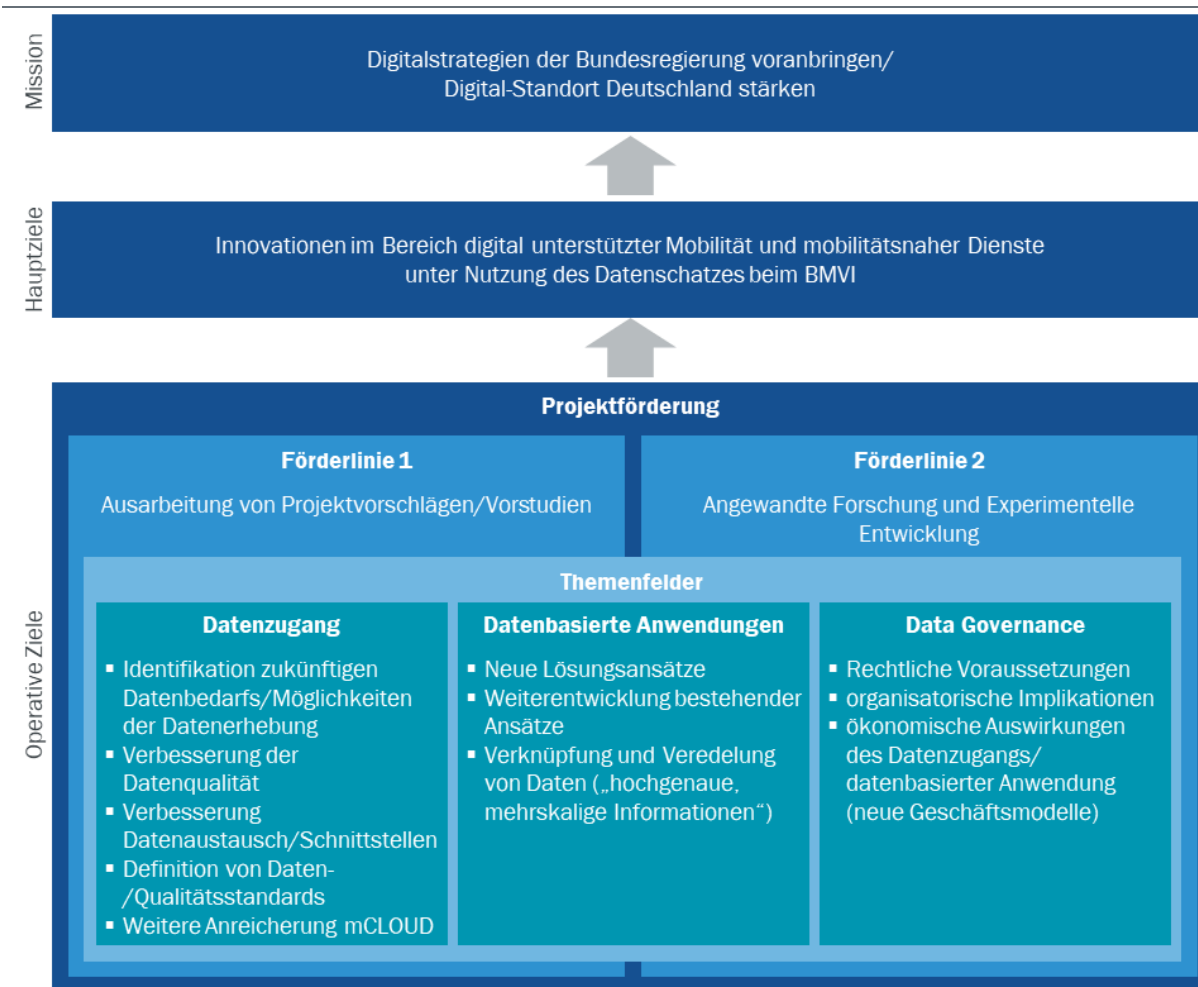 Mission
Digitalstrategien der Bundesregierung voranbringen/
Digital-Standort Deutschland stärken
Hauptziele
Innovationen im Bereich digital unterstützter Mobilität und mobilitätsnaher Dienste
unter Nutzung des Datenschatzes beim BMVI
Operative Ziele
Projektförderung
Förderlinie 1
Ausarbeitung von Projektvorschlägen/Vorstudien
Förderlinie 2
Angewandte Forschung und Experimentelle
Entwicklung
Themenfelder
Datenzugang
▪ Identifikation zukünftigen
Datenbedarfs/Möglichkeiten
der Datenerhebung
▪ Verbesserung der
Datenqualität
▪ Verbesserung
Datenaustausch/Schnittstellen
▪ Definition von Daten-
/Qualitätsstandards
▪ Weitere Anreicherung mCLOUD
Datenbasierte Anwendungen
▪ Neue Lösungsansätze
▪ Weiterentwicklung bestehender
Ansätze
▪ Verknüpfung und Veredelung
von Daten („hochgenaue,
mehrskalige Informationen“)
Data Governance
▪ Rechtliche Voraussetzungen
▪ organisatorische Implikationen
▪ ökonomische Auswirkungen
des Datenzugangs/
datenbasierter Anwendung
(neue Geschäftsmodelle)